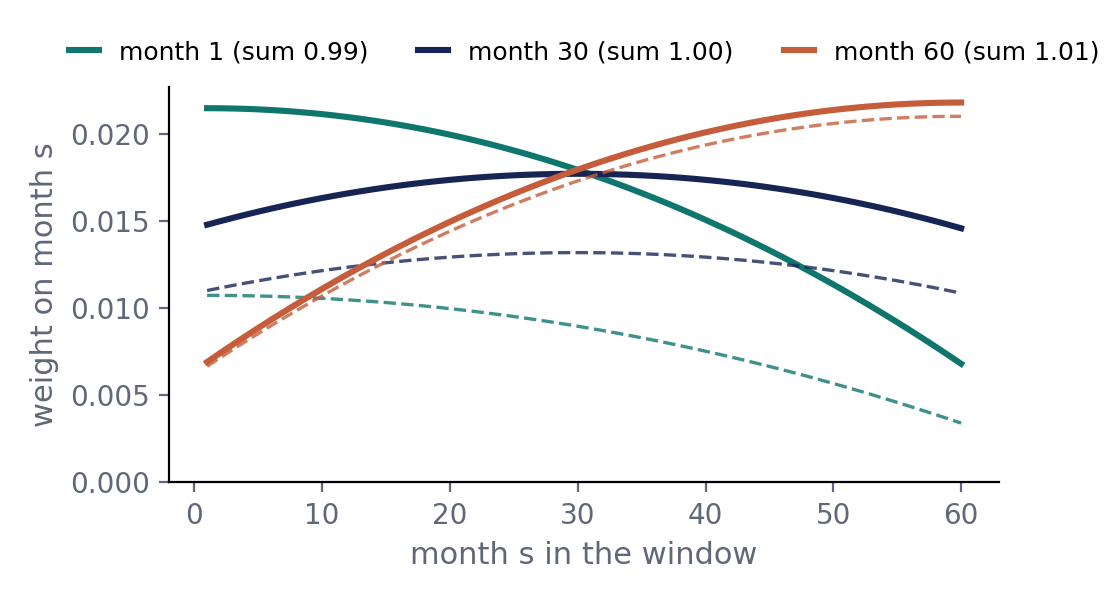 month 1 (sum 0.99) month 30 (sum 1.00) month 60 (sum 1.01)
weight on month s
0.020
0.015
0.010
0.005
0.000
0 10 20 30 40 50 60
month s in the window